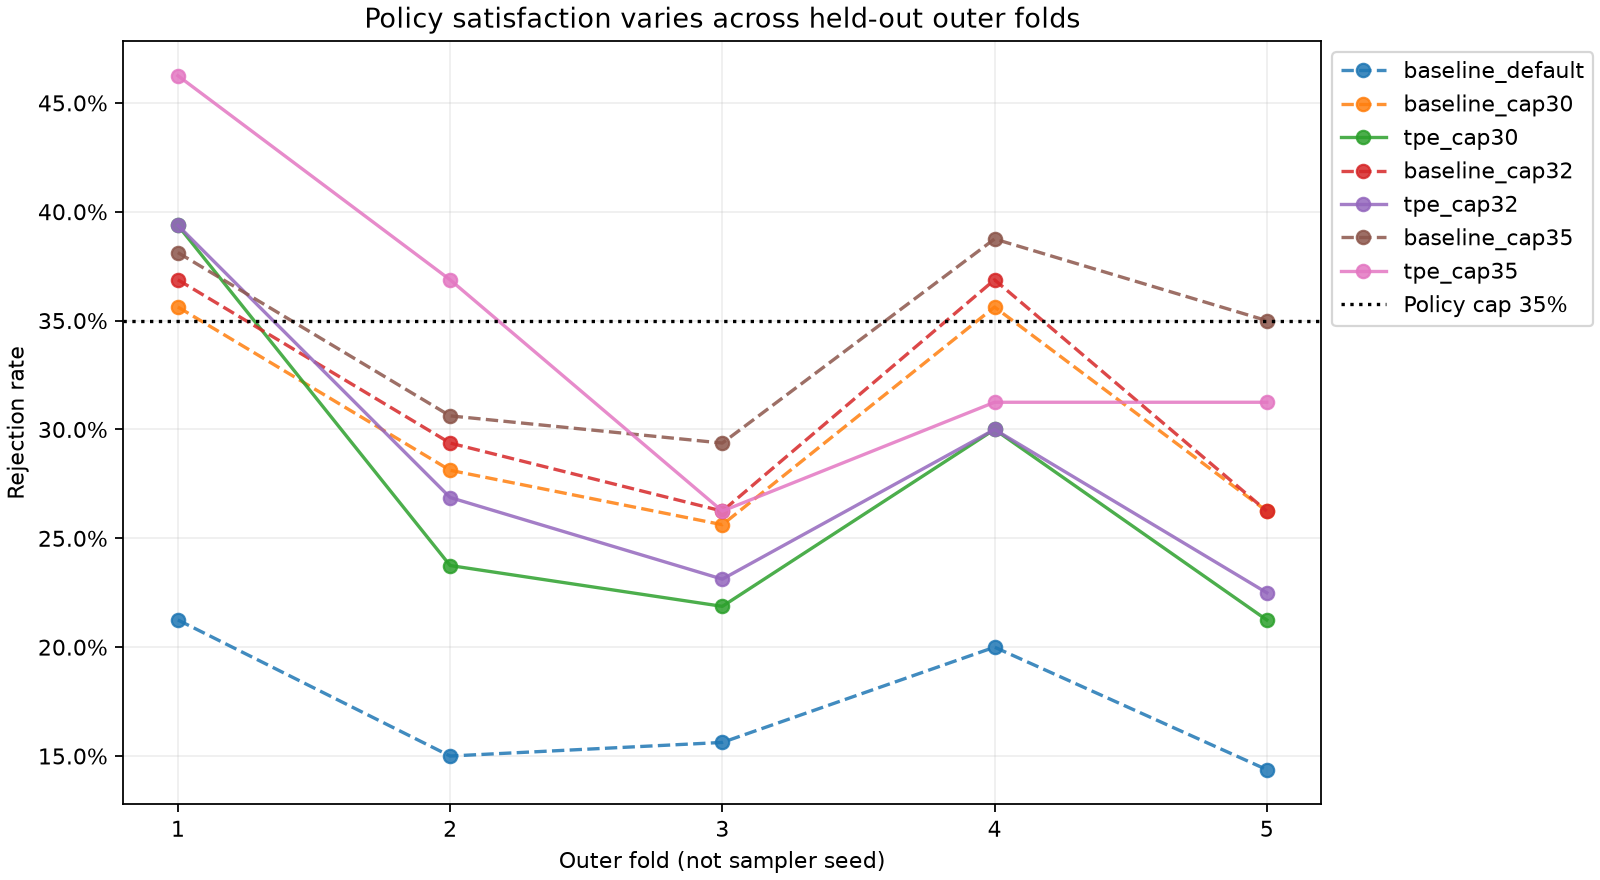 Policy satisfaction varies across held-out outer folds
Rejection rate
45.0%
40.0%
35.0%
30.0%
25.0%
20.0%
15.0%
1 2 3 4 5
Outer fold (not sampler seed)
baseline_default
baseline_cap30
tpe_cap30
baseline_cap32
tpe_cap32
baseline_cap35
tpe_cap35
Policy cap 35%